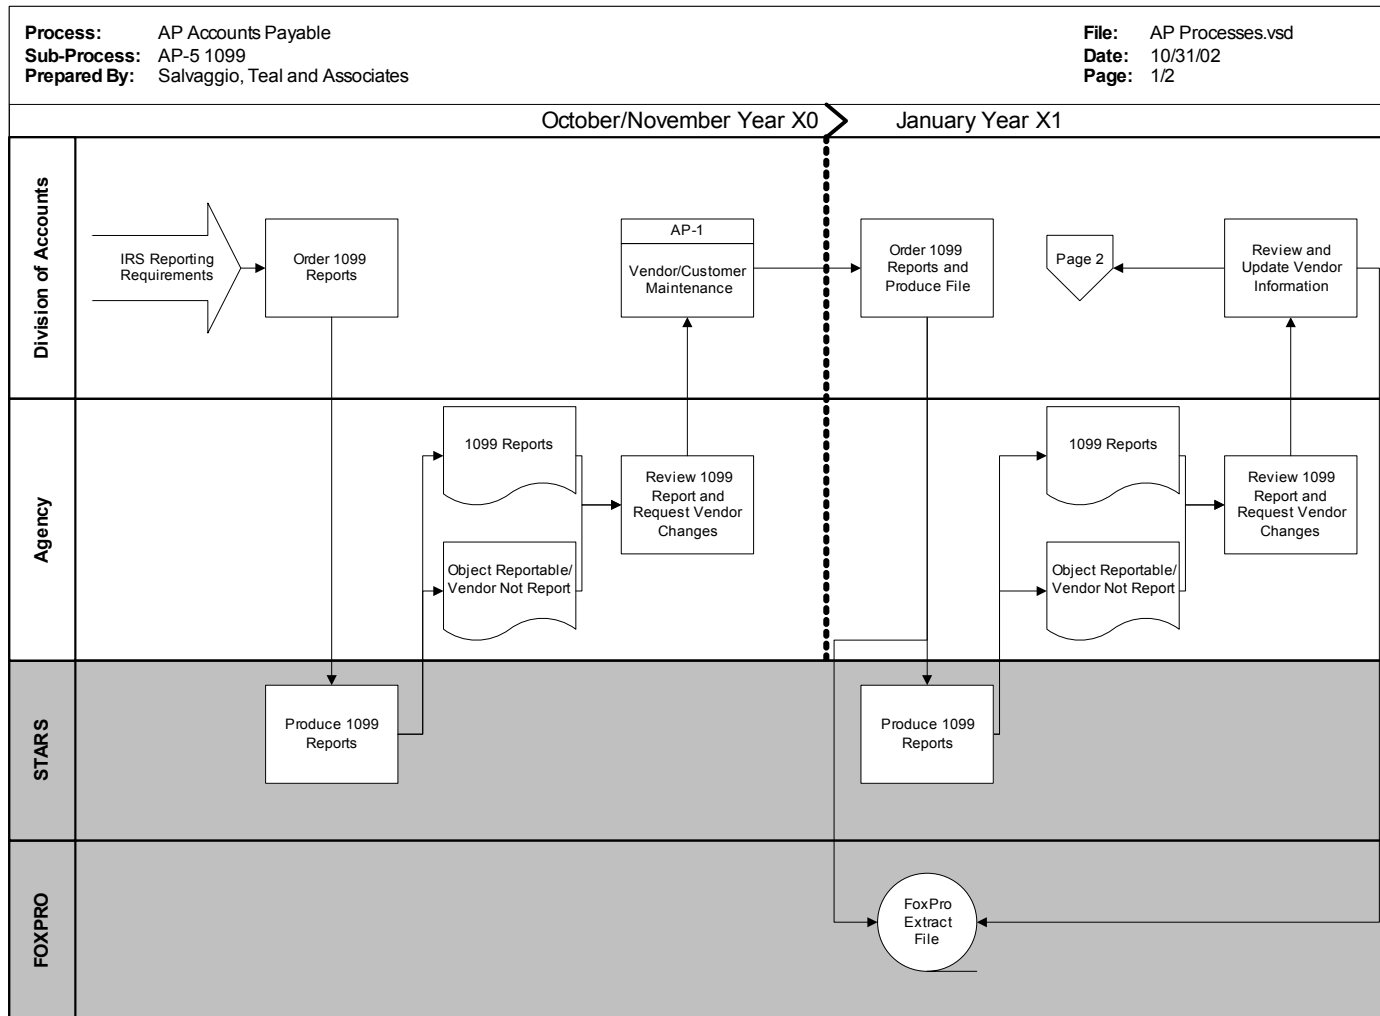 Process: AP Accounts Payable
Sub-Process: AP-5 1099
Prepared By: Salvaggio, Teal and Associates
File: AP Processes.vsd
Date: 10/31/02
Page: 1/2
October/November Year X0
January Year X1
Division of Accounts
IRS Reporting
Requirements
Order 1099
Reports
AP-1
Vendor/Customer
Maintenance
Order 1099
Reports and
Produce File
Page 2
Review and
Update Vendor
Information
Agency
1099 Reports
Object Reportable/
Vendor Not Report
Review 1099
Report and
Request Vendor
Changes
1099 Reports
Object Reportable/
Vendor Not Report
Review 1099
Report and
Request Vendor
Changes
STARS
Produce 1099
Reports
Produce 1099
Reports
FOXPRO
FoxPro
Extract
File